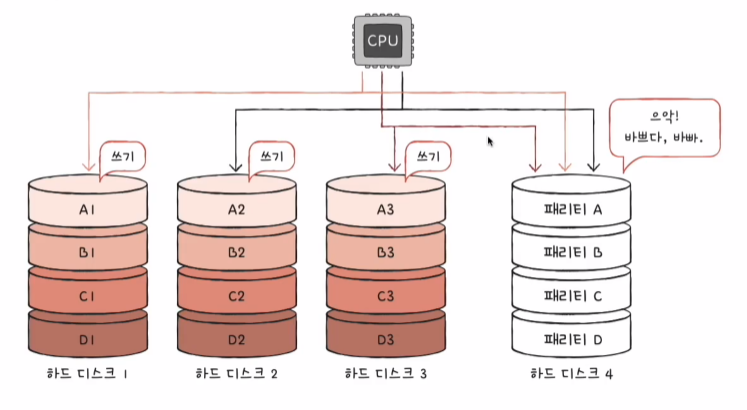 CPU
으악!
바쁘다, 바빠.
쓰기
쓰기
쓰기
A1
A2
A3
패리티 A
B1
B2
B3
패리티 B
C1
C2
C3
패리티 C
D1
D2
D3
패리티 D
하드 디스크 1
하드 디스크 2
하드 디스크 3
하드 디스크 4